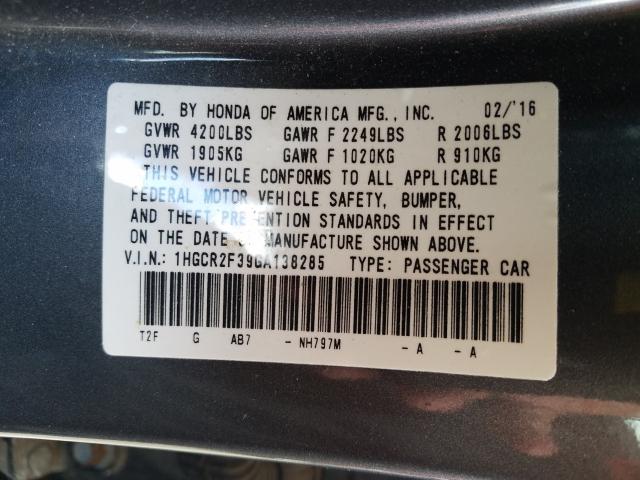 MFD. BY HONDA OF AMERICA MFG., INC. 02/'16
GVWR 4200LBS GAWR F 2249LBS R 2006LBS
GVWR 1905KG GAWR F 1020KG R 910KG
THIS VEHICLE CONFORMS TO ALL APPLICABLE
FEDERAL MOTOR VEHICLE SAFETY, BUMPER,
AND THEFT PREVENTION STANDARDS IN EFFECT
ON THE DATE OF MANUFACTURE SHOWN ABOVE.
V.I.N.: 1HGCR2F39GA138285 TYPE: PASSENGER CAR
T2F G AB7 - NH797M - A - A